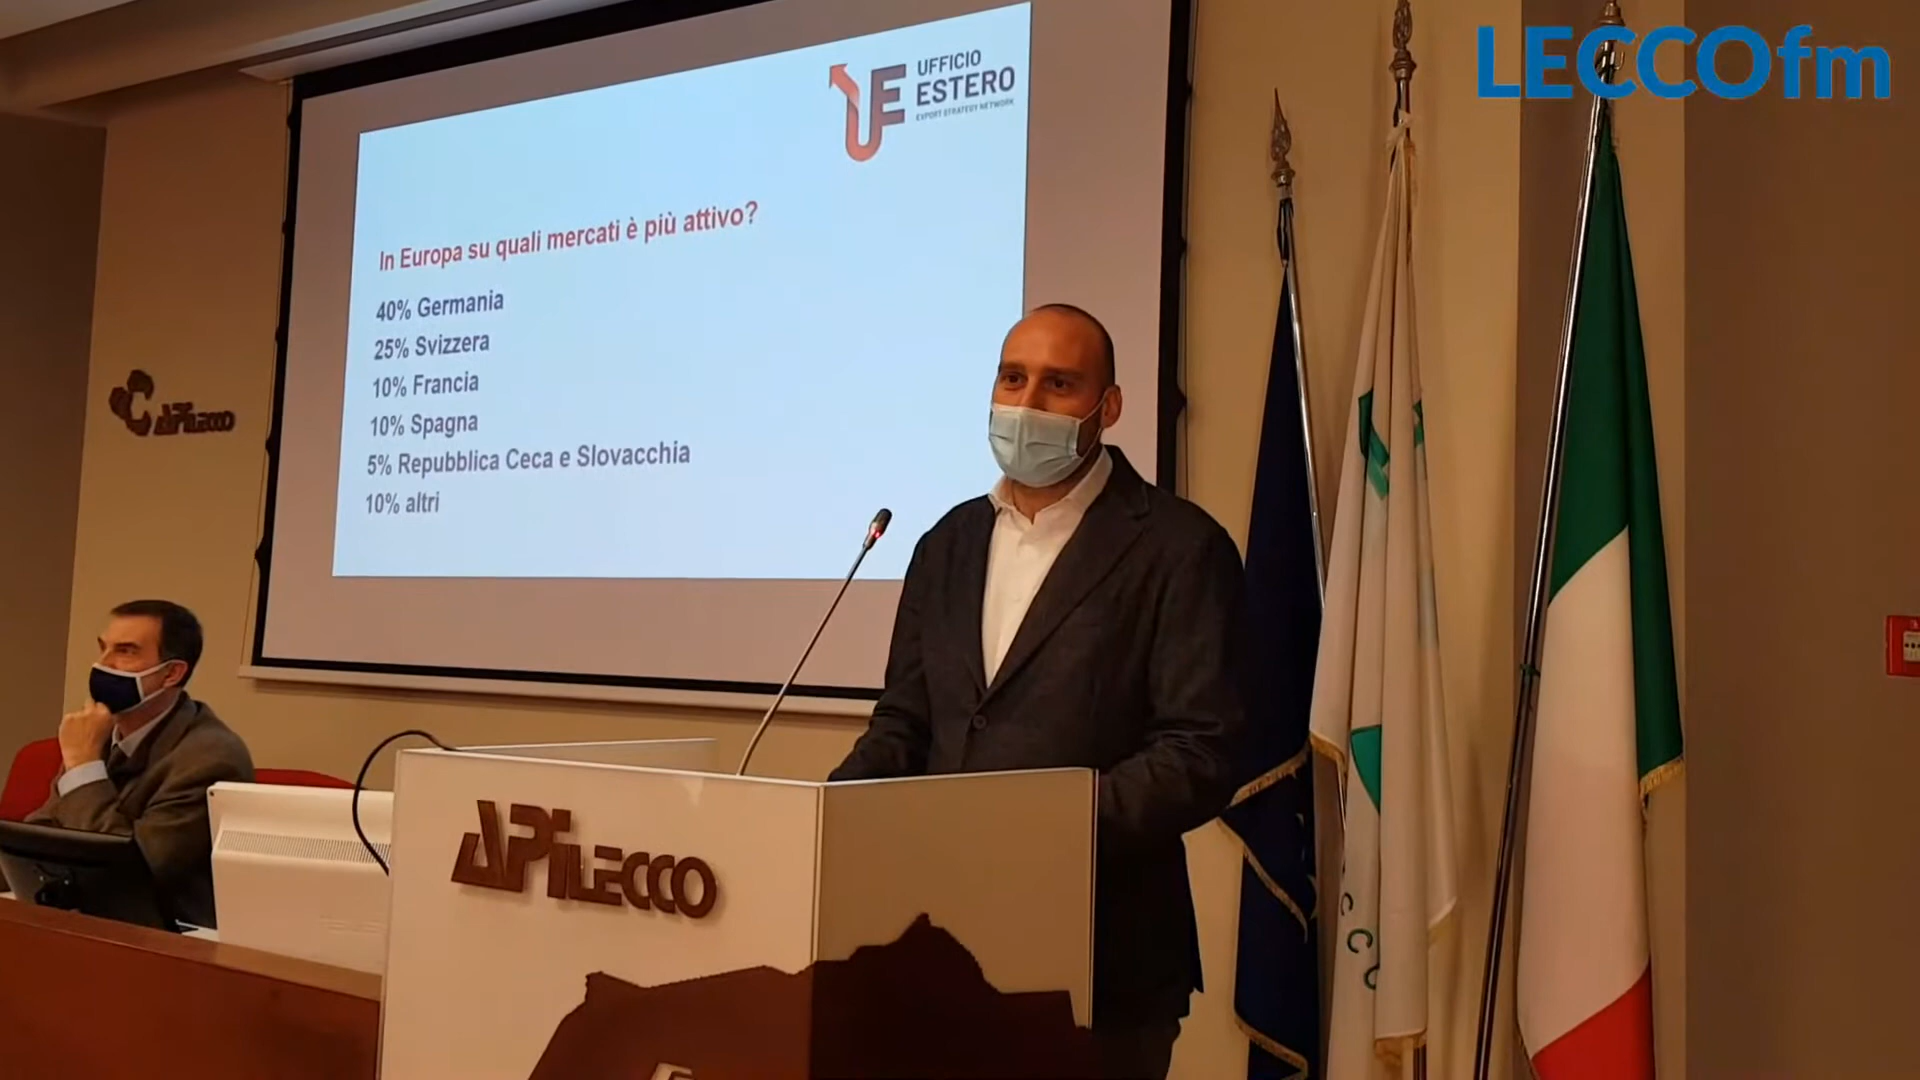 LECCOfm
UFFICIO
ESTERO
EXPORT STRATEGY NETWORK
In Europa su quali mercati è più attivo?
40% Germania
25% Svizzera
10% Francia
10% Spagna
5% Repubblica Ceca e Slovacchia
10% altri
APILECCO
APILECCO